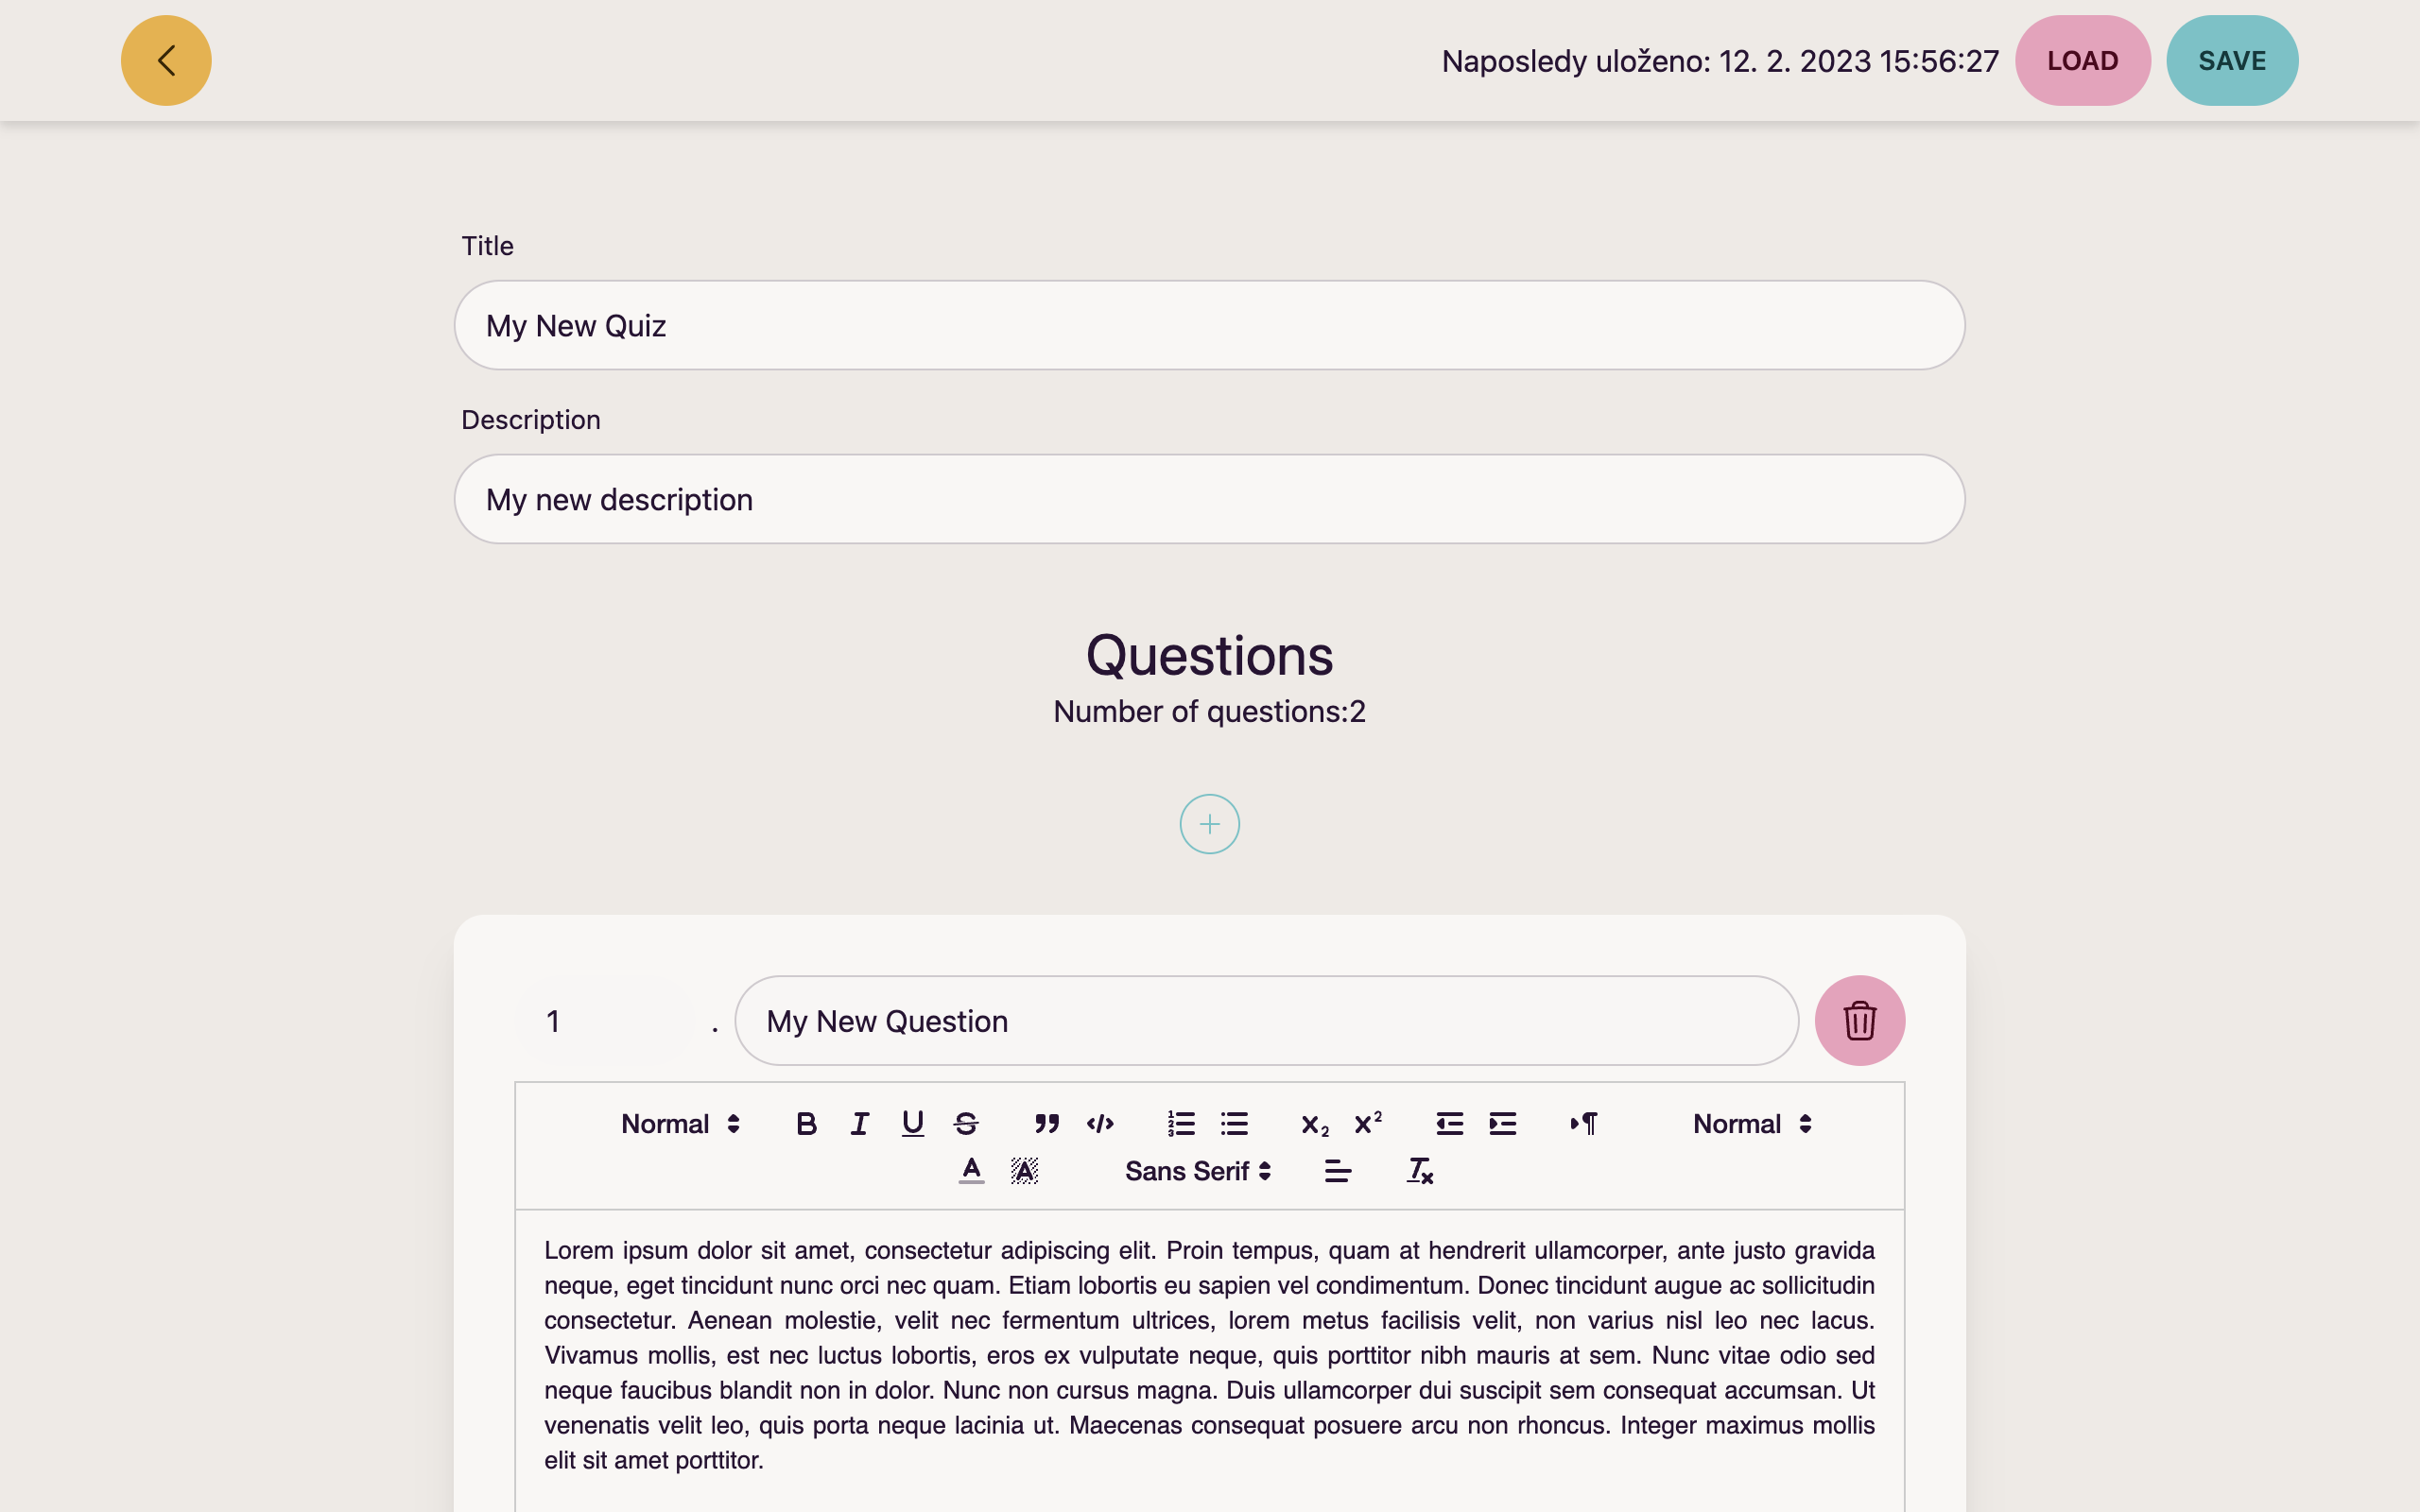 Naposledy uloženo: 12. 2. 2023 15:56:27 LOAD SAVE
Title
My New Quiz
Description
My new description
Questions
Number of questions:2
1 . My New Question
Normal Normal
Sans Serif
Lorem ipsum dolor sit amet, consectetur adipiscing elit. Proin tempus, quam at hendrerit ullamcorper, ante justo gravida
neque, eget tincidunt nunc orci nec quam. Etiam lobortis eu sapien vel condimentum. Donec tincidunt augue ac sollicitudin
consectetur. Aenean molestie, velit nec fermentum ultrices, lorem metus facilisis velit, non varius nisl leo nec lacus.
Vivamus mollis, est nec luctus lobortis, eros ex vulputate neque, quis porttitor nibh mauris at sem. Nunc vitae odio sed
neque faucibus blandit non in dolor. Nunc non cursus magna. Duis ullamcorper dui suscipit sem consequat accumsan. Ut
venenatis velit leo, quis porta neque lacinia ut. Maecenas consequat posuere arcu non rhoncus. Integer maximus mollis
elit sit amet porttitor.